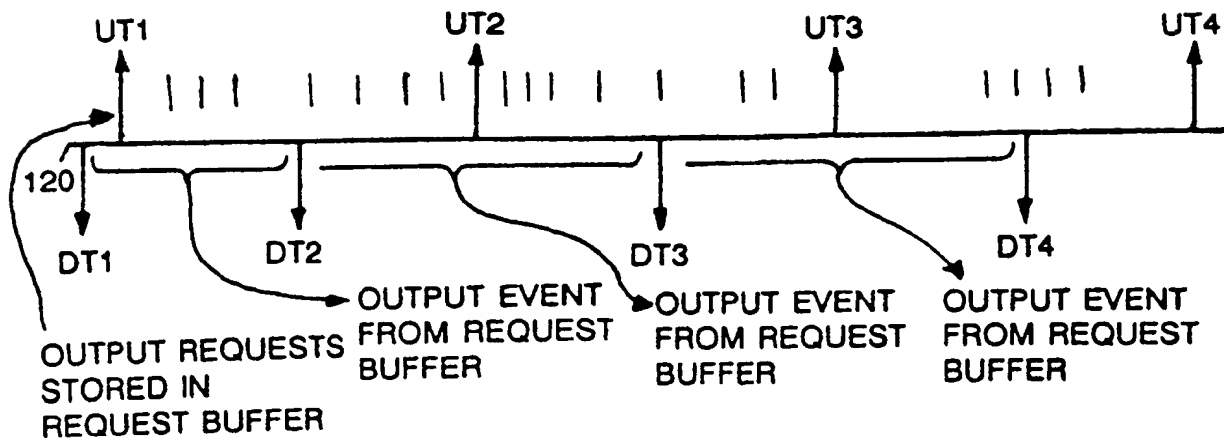 UT1
UT2
UT3
UT4
120
DT1
DT2
DT3
DT4
OUTPUT REQUESTS
STORED IN
REQUEST BUFFER
OUTPUT EVENT
FROM REQUEST
BUFFER
OUTPUT EVENT
FROM REQUEST
BUFFER
OUTPUT EVENT
FROM REQUEST
BUFFER